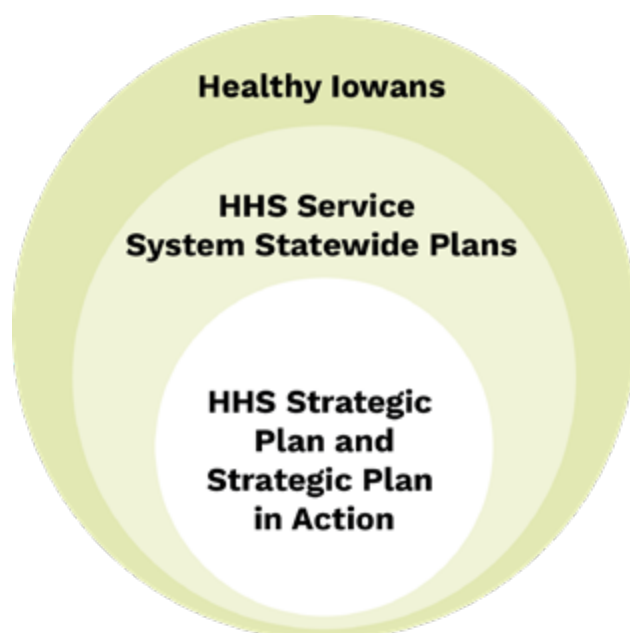 Healthy Iowans
HHS Service
System Statewide Plans
HHS Strategic
Plan and
Strategic Plan
in Action